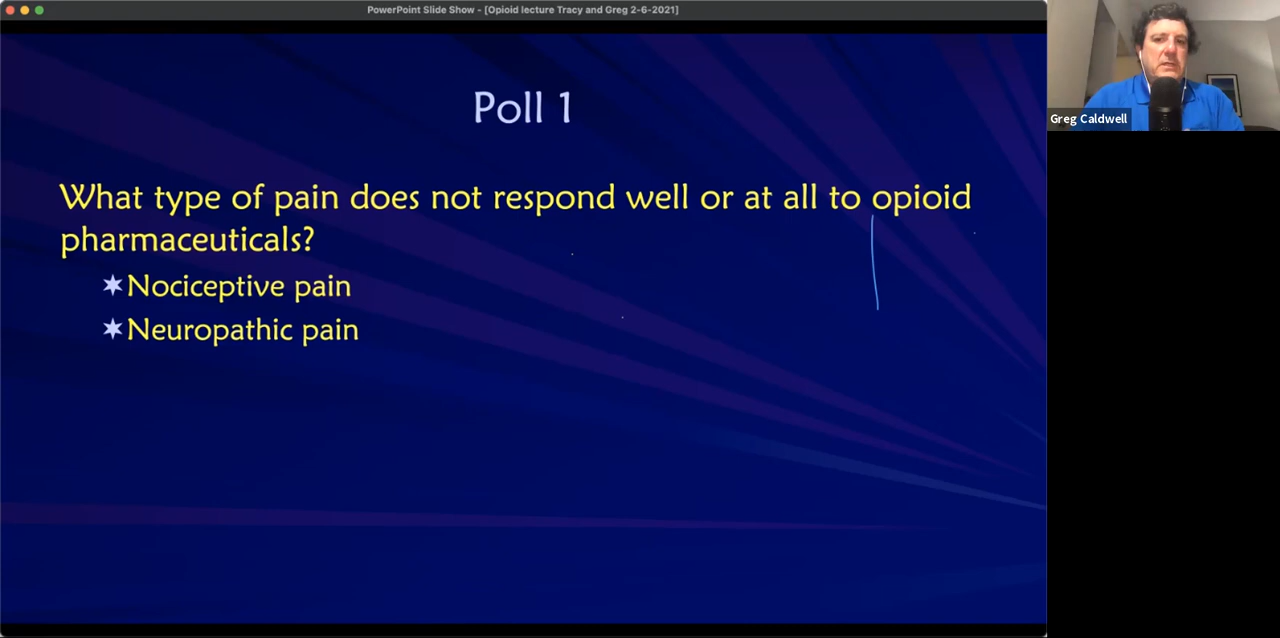 PowerPoint Slide Show - [Opioid lecture Tracy and Greg 2-6-2021]
Poll 1
What type of pain does not respond well or at all to opioid
pharmaceuticals?
Nociceptive pain
Neuropathic pain
Greg Caldwell